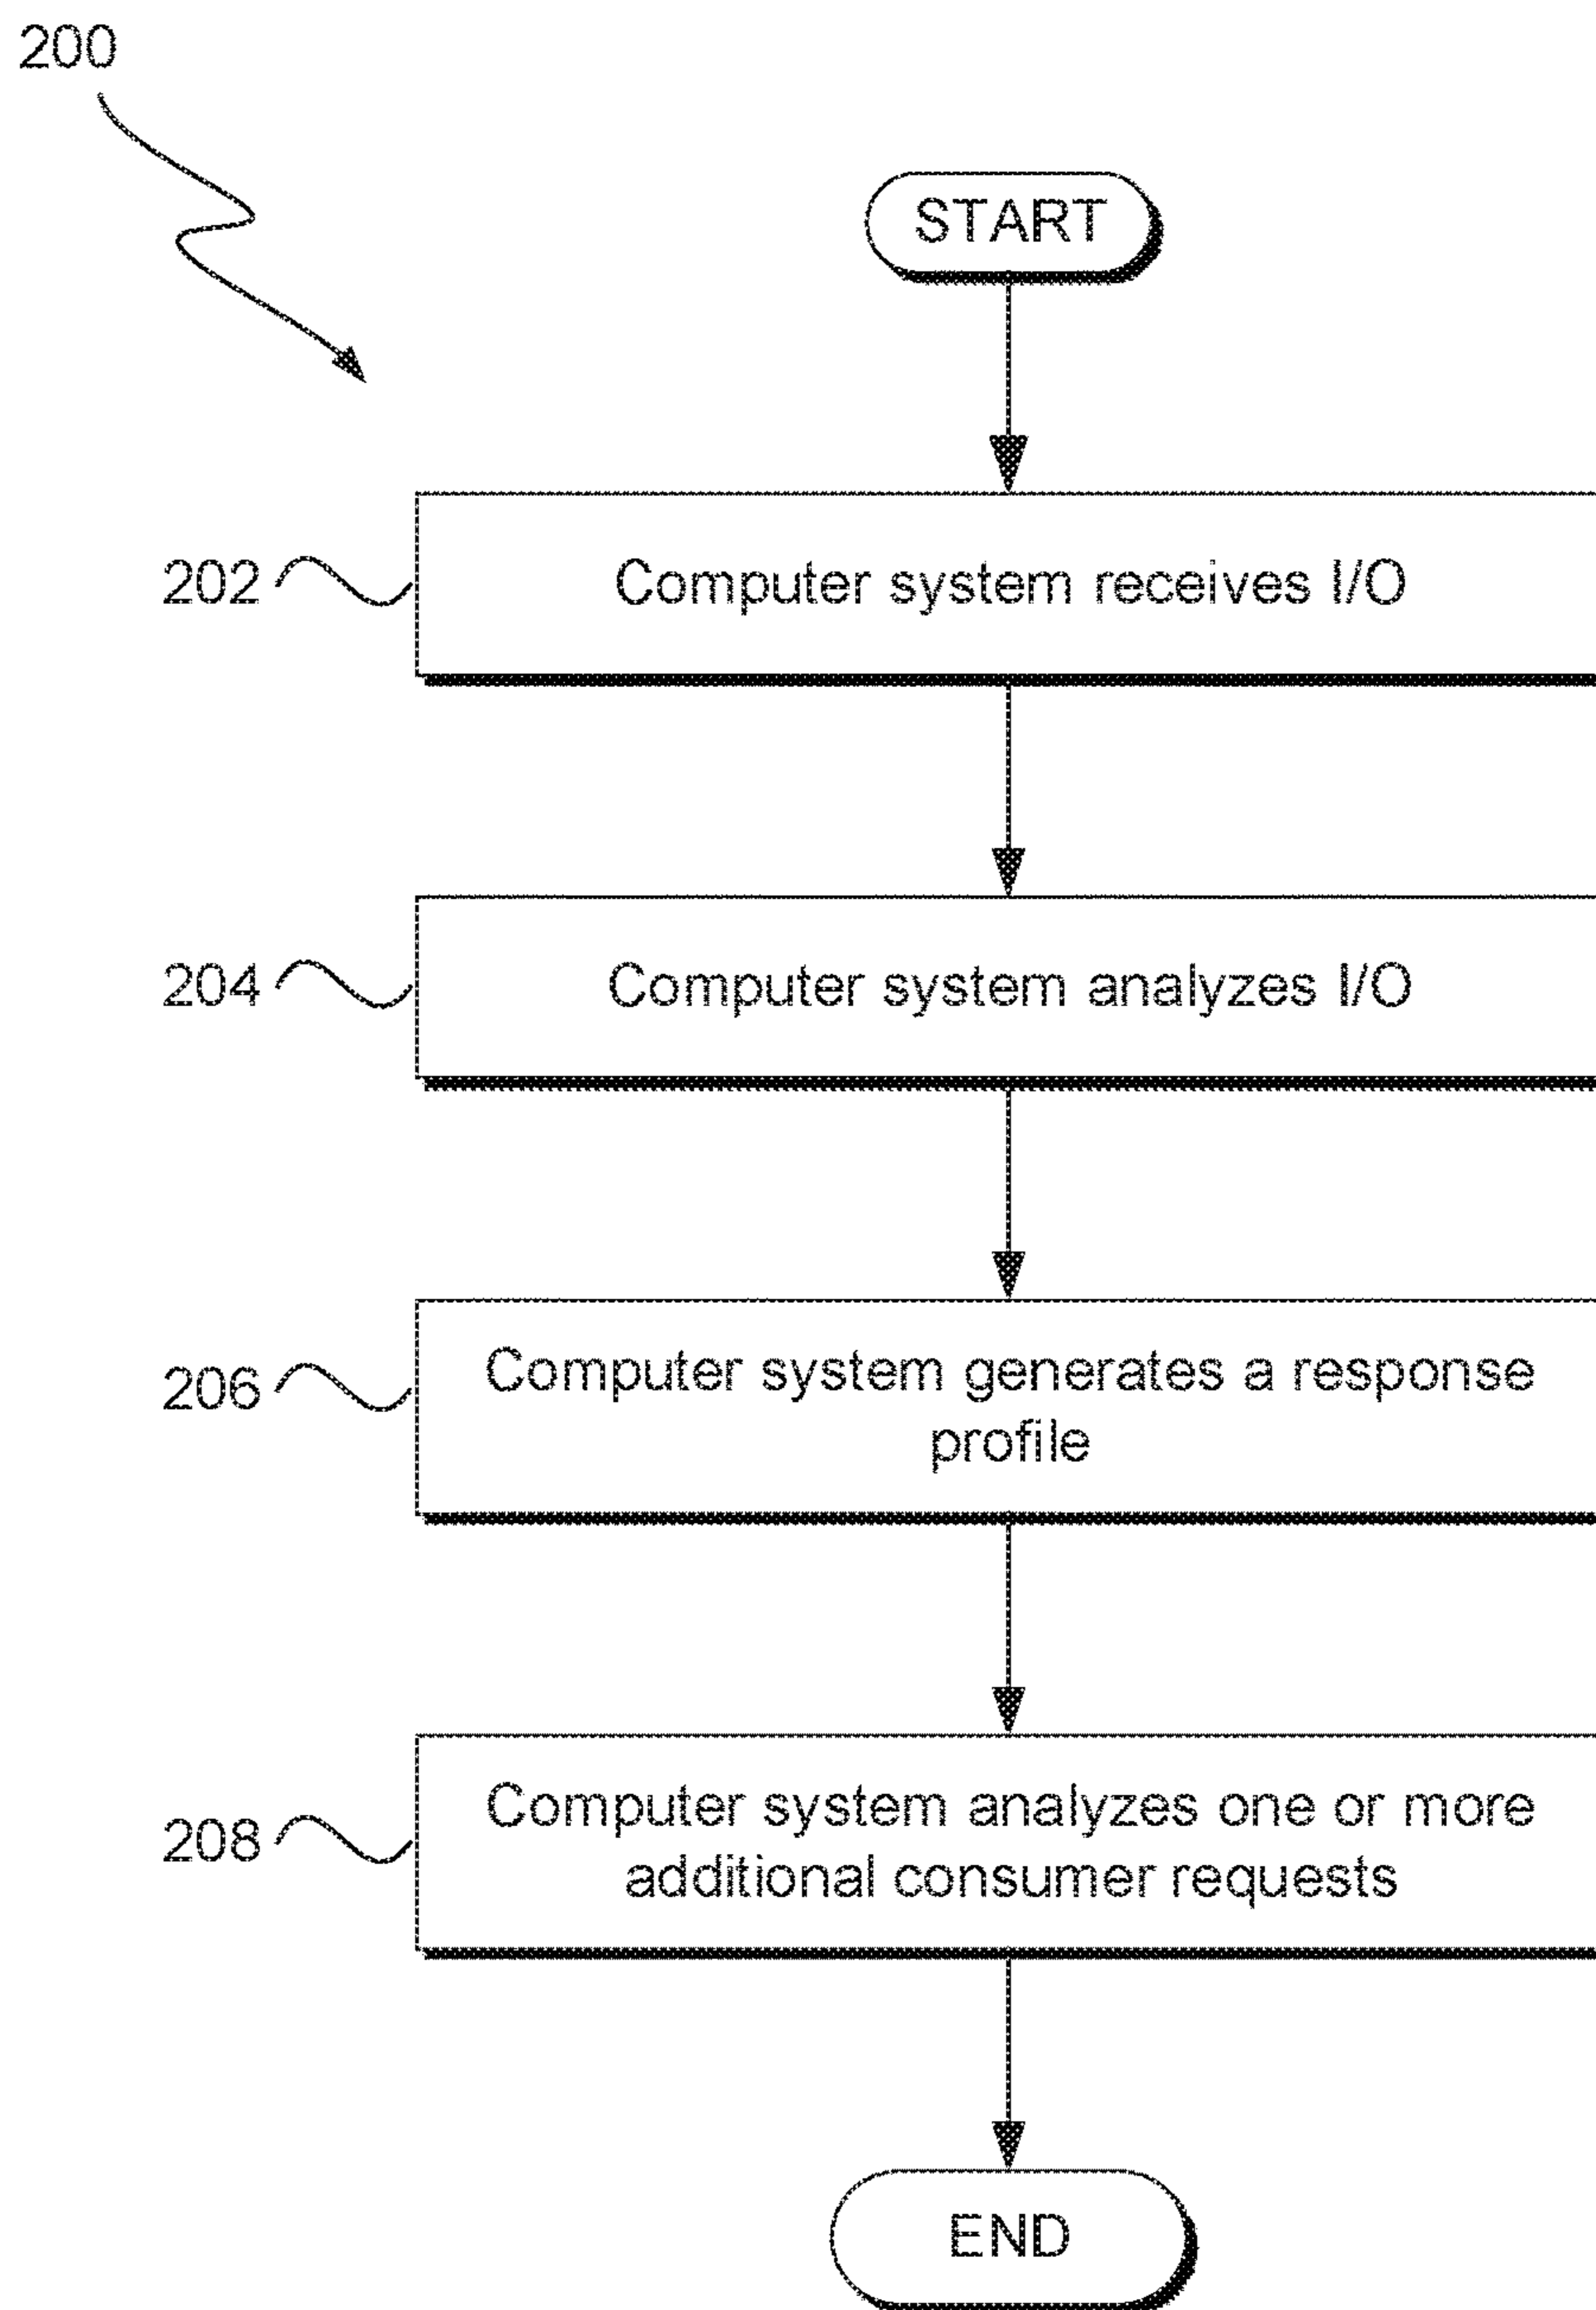 200
START
202
Computer system receives I/O
204
Computer system analyzes I/O
206
Computer system generates a response
profile
208
Computer system analyzes one or more
additional consumer requests
END